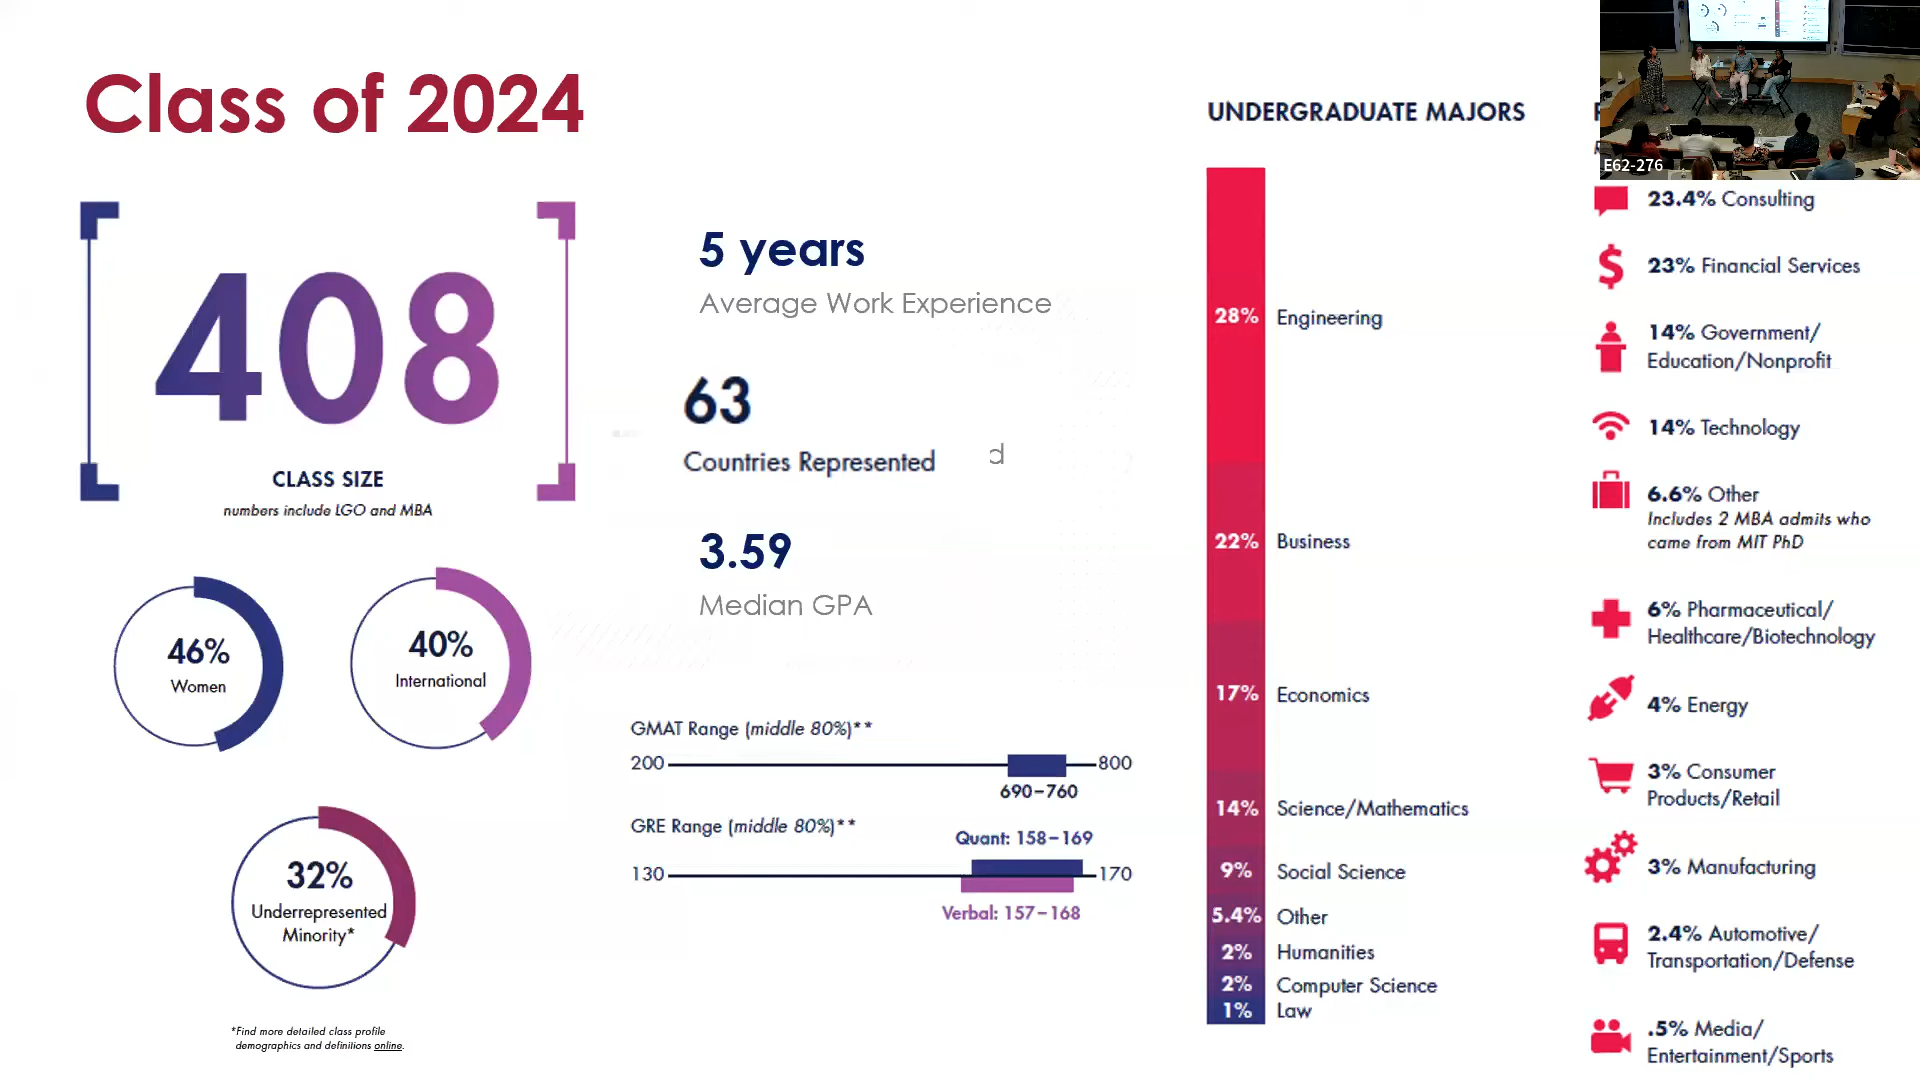 Class of 2024
408
CLASS SIZE
numbers include LGO and MBA
46%
Women
40%
International
32%
Underrepresented
Minority*
*Find more detailed class profile
demographics and definitions online.
5 years
Average Work Experience
63
Countries Represented
d
3.59
Median GPA
GMAT Range (middle 80%)**
200
800
690–760
GRE Range (middle 80%)**
Quant: 158–169
130
170
Verbal: 157–168
UNDERGRADUATE MAJORS
28% Engineering
22% Business
17% Economics
14% Science/Mathematics
9% Social Science
5.4% Other
2% Humanities
2% Computer Science
1% Law
E62-276
23.4% Consulting
23% Financial Services
14% Government/
Education/Nonprofit
14% Technology
6.6% Other
Includes 2 MBA admits who
came from MIT PhD
6% Pharmaceutical/
Healthcare/Biotechnology
4% Energy
3% Consumer
Products/Retail
3% Manufacturing
2.4% Automotive/
Transportation/Defense
.5% Media/
Entertainment/Sports